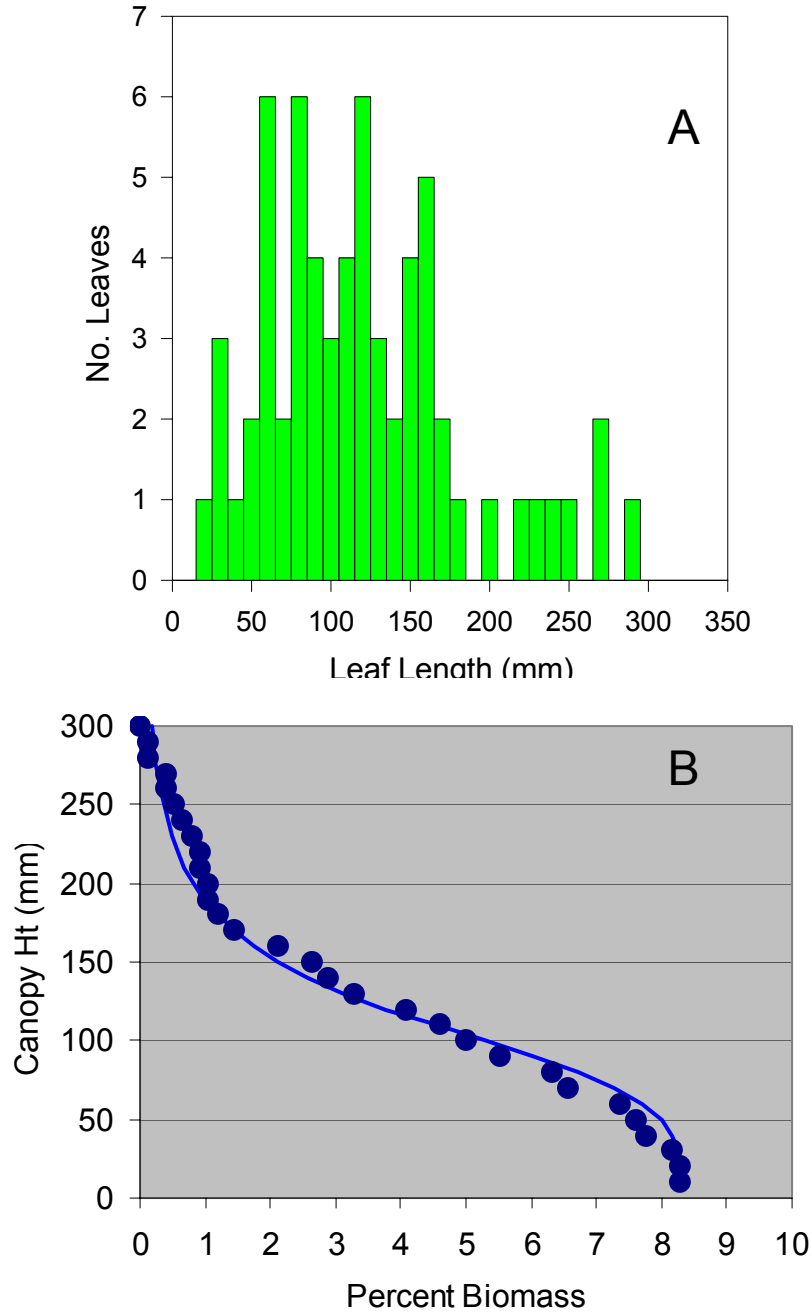 7
6
5
4
3
2
1
0
A
No. Leaves
0 50 100 150 200 250 300 350
Leaf Length (mm)
300
250
200
150
100
50
0
B
Canopy Ht (mm)
0 1 2 3 4 5 6 7 8 9 10
Percent Biomass